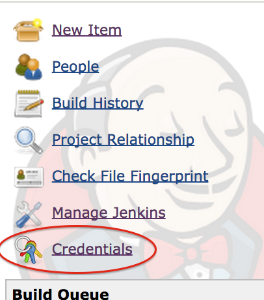 New Item
People
Build History
Project Relationship
Check File Fingerprint
Manage Jenkins
Credentials
Build Queue